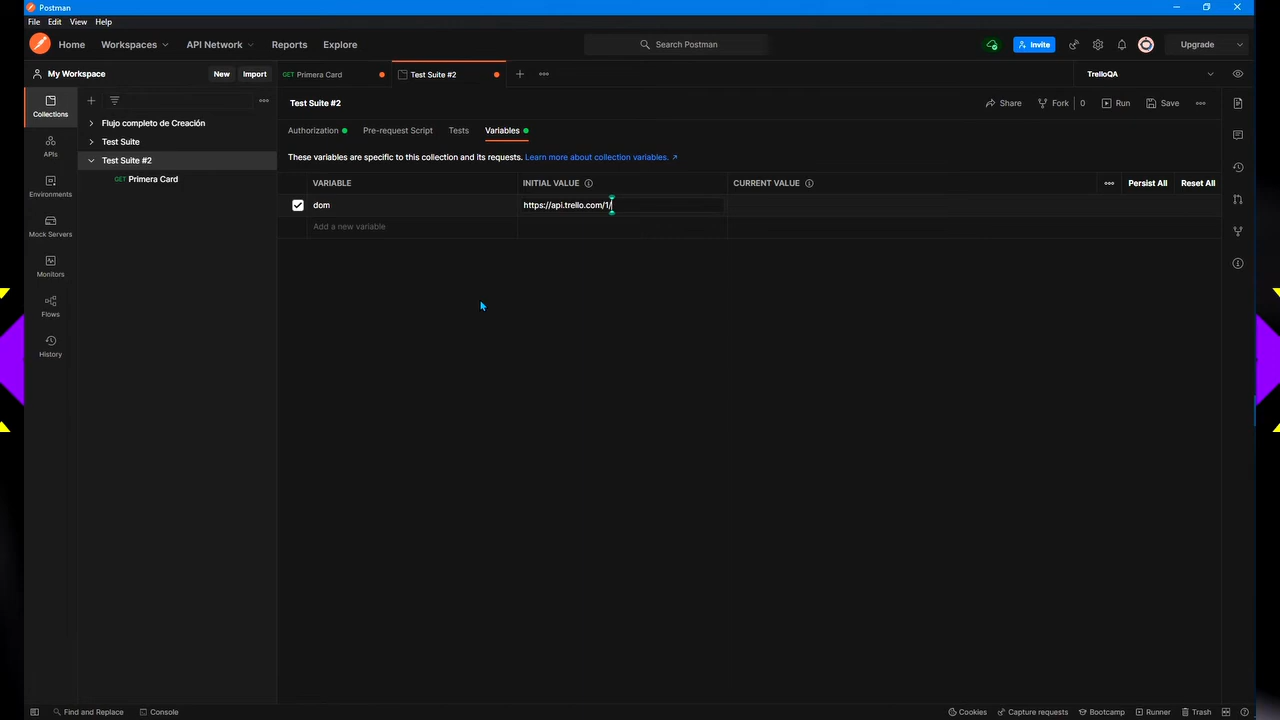 Postman
File Edit View Help
Home Workspaces API Network Reports Explore Search Postman Invite Upgrade
My Workspace New Import GET Primera Card Test Suite #2 TrelloQA
Collections
APIs
Environments
Mock Servers
Monitors
Flows
History
Flujo completo de Creación
Test Suite
Test Suite #2
GET Primera Card
Test Suite #2 Share Fork 0 Run Save
Authorization Pre-request Script Tests Variables
These variables are specific to this collection and its requests. Learn more about collection variables. ↗
VARIABLE INITIAL VALUE CURRENT VALUE Persist All Reset All
dom https://api.trello.com/1/
Add a new variable
Find and Replace Console Cookies Capture requests Bootcamp Runner Trash